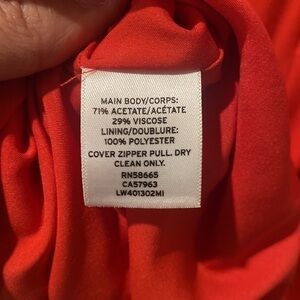 MAIN BODY/CORPS:
71% ACETATE/ACÉTATE
29% VISCOSE
LINING/DOUBLURE:
100% POLYESTER
COVER ZIPPER PULL. DRY
CLEAN ONLY.
RN58665
CA57963
LW401302MI